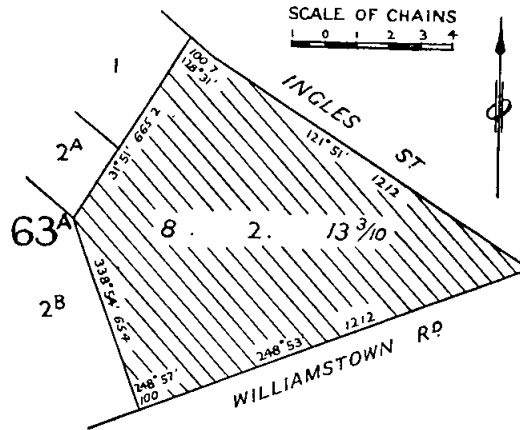 SCALE OF CHAINS
1 0 1 2 3 4
1
100 7
128°31'
INGLES ST
2A
31°51' 665 2
121°51'
1212
63A
8. 2. 13 3/10
2B
338°54' 654
1212
248°53'
248°57'
100
WILLIAMSTOWN RD